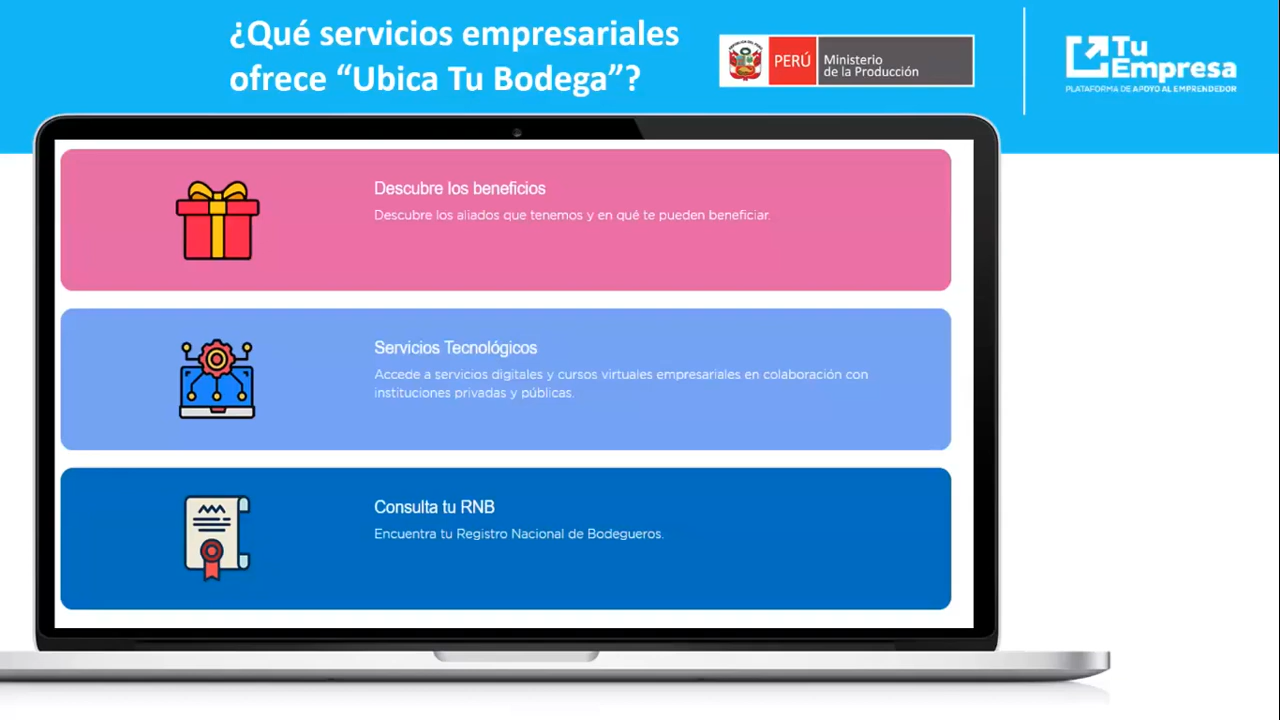 ¿Qué servicios empresariales
ofrece “Ubica Tu Bodega”?
PERÚ
Ministerio
de la Producción
Tu
Empresa
PLATAFORMA DE APOYO AL EMPRENDEDOR
Descubre los beneficios
Descubre los aliados que tenemos y en qué te pueden beneficiar.
Servicios Tecnológicos
Accede a servicios digitales y cursos virtuales empresariales en colaboración con
instituciones privadas y públicas.
Consulta tu RNB
Encuentra tu Registro Nacional de Bodegueros.